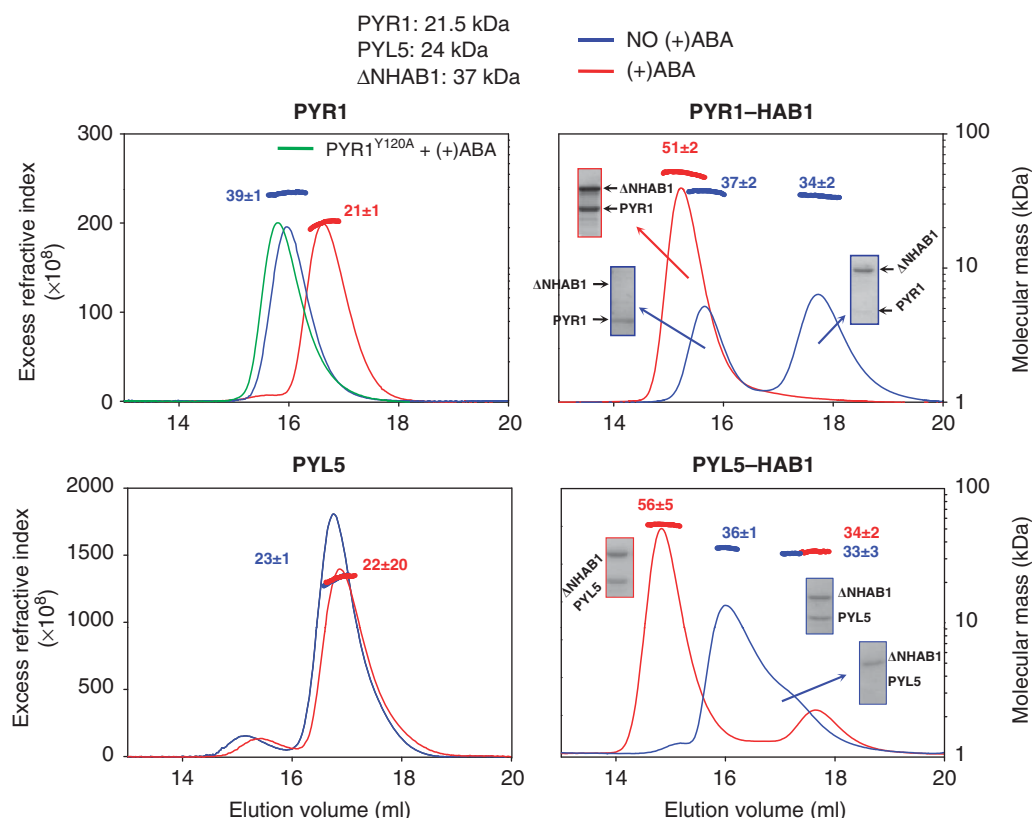 PYR1: 21.5 kDa
PYL5: 24 kDa
ΔNHAB1: 37 kDa
NO (+)ABA
(+)ABA
PYR1
300
200
100
0
14
16
18
20
Excess refractive index
(×10⁸)
PYR1^Y120A + (+)ABA
39±1
21±1
PYR1–HAB1
51±2
37±2
34±2
ΔNHAB1
PYR1
ΔNHAB1
PYR1
ΔNHAB1
PYR1
14
16
18
20
100
10
1
Molecular mass (kDa)
PYL5
2000
1500
1000
500
0
14
16
18
20
Excess refractive index
(×10⁸)
Elution volume (ml)
23±1
22±20
PYL5–HAB1
56±5
36±1
34±2
33±3
ΔNHAB1
PYL5
ΔNHAB1
PYL5
ΔNHAB1
PYL5
14
16
18
20
Elution volume (ml)
100
10
1
Molecular mass (kDa)